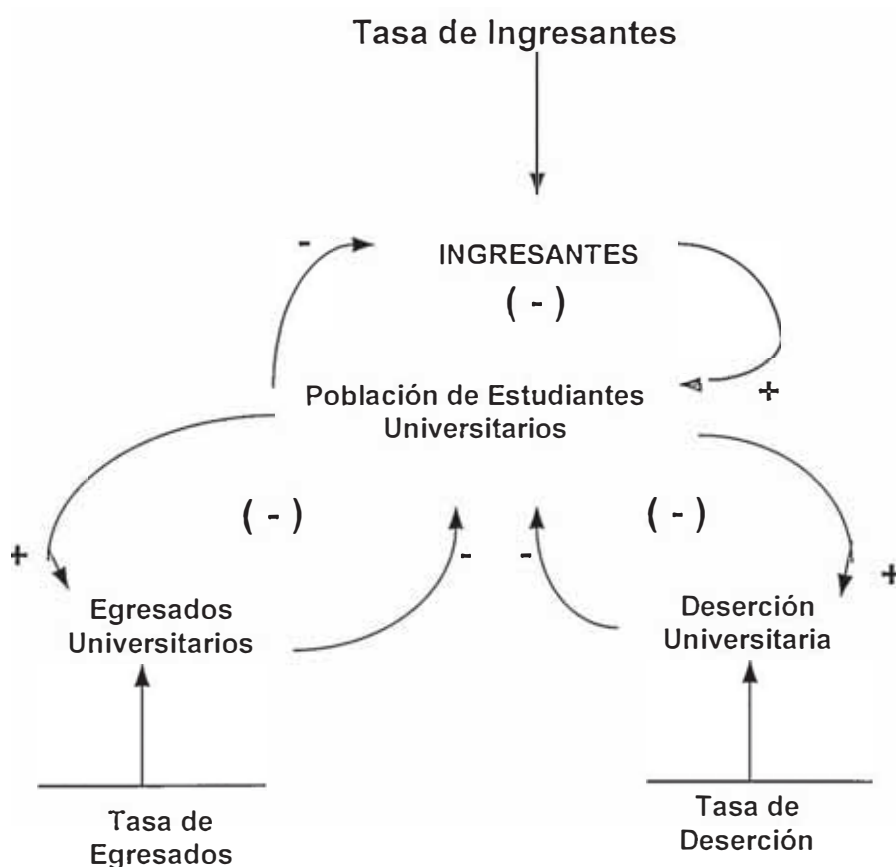 Tasa de Ingresantes
-
INGRESANTES
( - )
+
Población de Estudiantes
Universitarios
( - )
( - )
+
-
-
+
Egresados
Universitarios
Deserción
Universitaria
Tasa de
Egresados
Tasa de
Deserción